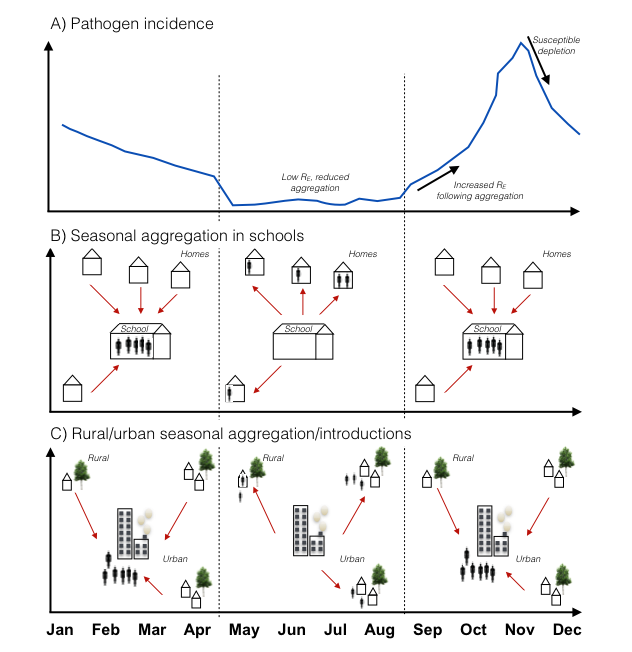 A) Pathogen incidence
Susceptible
depletion
Low R_E, reduced
aggregation
Increased R_E
following aggregation
B) Seasonal aggregation in schools
Homes
Homes
Homes
School
School
School
C) Rural/urban seasonal aggregation/introductions
Rural
Rural
Rural
Urban
Urban
Urban
Jan Feb Mar Apr May Jun Jul Aug Sep Oct Nov Dec